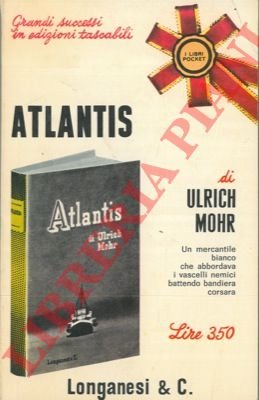 Grandi successi
in edizioni tascabili
I LIBRI
POCKET
ATLANTIS
di
ULRICH
MOHR
Un mercantile
bianco
che abbordava
i vascelli nemici
battendo bandiera
corsara
Atlantis
di Ulrich
Mohr
Longanesi & C.
Lire 350
Longanesi & C.
LIBRERIA PIANI